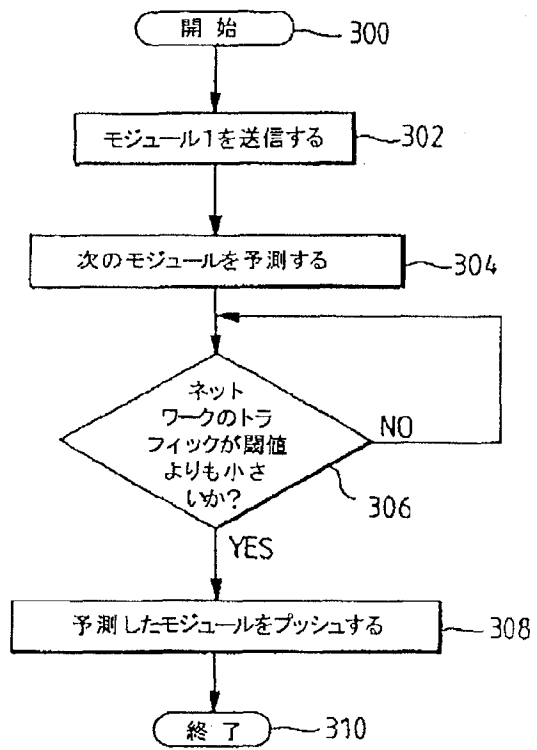 開始
300
モジュール1を送信する
302
次のモジュールを予測する
304
ネット
ワークのトラ
フィックが閾値
よりも小さ
いか?
NO
306
YES
予測したモジュールをプッシュする
308
終了
310